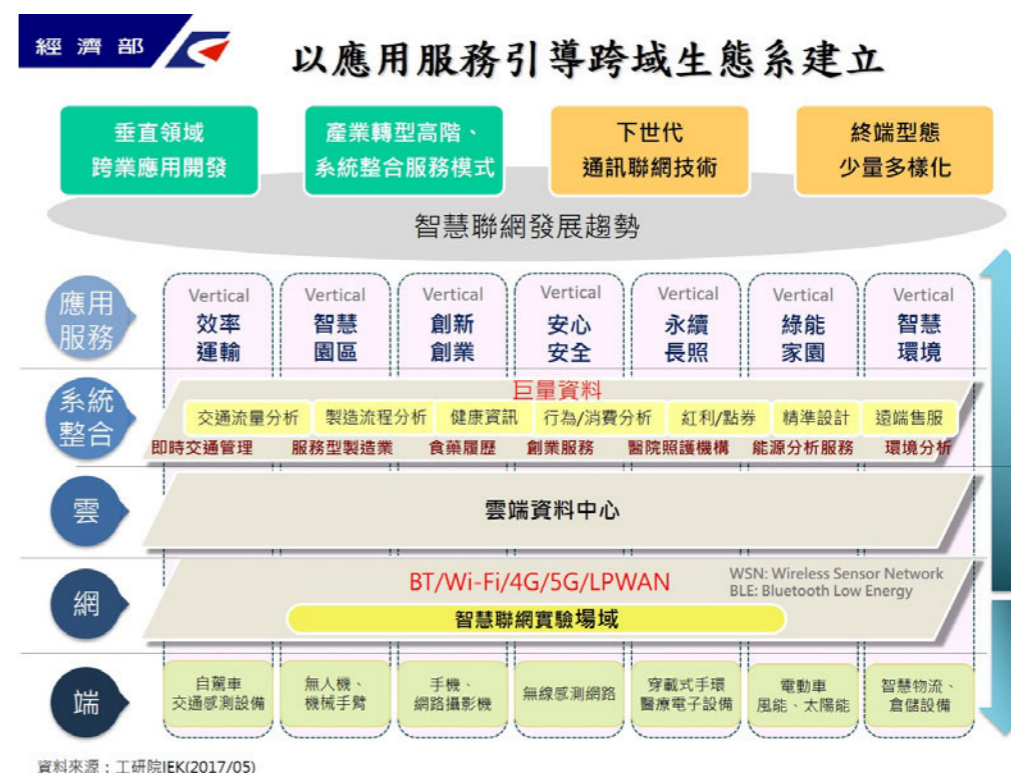 經濟部
以應用服務引導跨域生態系建立
垂直領域
跨業應用開發
產業轉型高階、
系統整合服務模式
下世代
通訊聯網技術
終端型態
少量多樣化
智慧聯網發展趨勢
應用
服務
Vertical
效率
運輸
Vertical
智慧
園區
Vertical
創新
創業
Vertical
安心
安全
Vertical
永續
長照
Vertical
綠能
家園
Vertical
智慧
環境
系統
整合
巨量資料
交通流量分析 製造流程分析 健康資訊 行為/消費分析 紅利/點券 精準設計 遠端售服
即時交通管理 服務型製造業 食藥履歷 創業服務 醫院照護機構 能源分析服務 環境分析
雲
雲端資料中心
網
BT/Wi-Fi/4G/5G/LPWAN
WSN: Wireless Sensor Network
BLE: Bluetooth Low Energy
智慧聯網實驗場域
端
自駕車
交通感測設備
無人機、
機械手臂
手機、
網路攝影機
無線感測網路
穿戴式手環
醫療電子設備
電動車
風能、太陽能
智慧物流、
倉儲設備
資料來源：工研院IEK(2017/05)